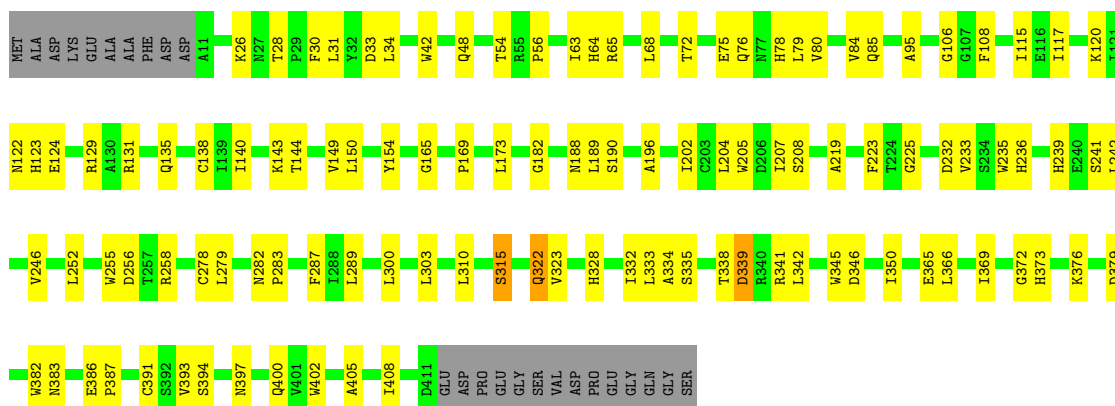 MET ALA ASP LYS GLU ALA ALA PHE ASP ASP A11 K26 N27 T28 P29 F30 L31 Y32 D33 L34 W42 Q48 T54 R55 P56 I63 H64 R65 L68 T72 E75 Q76 N77 H78 L79 V80 V84 Q85 A95 G106 G107 F108 I115 E116 I117 K120
N122 H123 E124 R129 A130 R131 Q135 C138 I139 I140 K143 T144 V149 L150 Y154 G165 P169 L173 G182 N188 L189 S190 A196 I202 C203 L204 W205 D206 I207 S208 A219 F223 T224 G225 D232 V233 S234 W235 H236 H239 E240 S241 L242
V246 L252 W255 D256 T257 R258 C278 L279 N282 P283 F287 I288 L289 L300 L303 L310 S315 Q322 V323 H328 I332 L333 A334 S335 T338 D339 R340 R341 L342 W345 D346 I350 E365 L366 I369 G372 H373 K376
W382 N383 E386 P387 C391 S392 V393 S394 N397 Q400 V401 W402 A405 I408 D411 GLU ASP PRO GLU GLY SER VAL ASP PRO GLU GLY GLN GLY SER